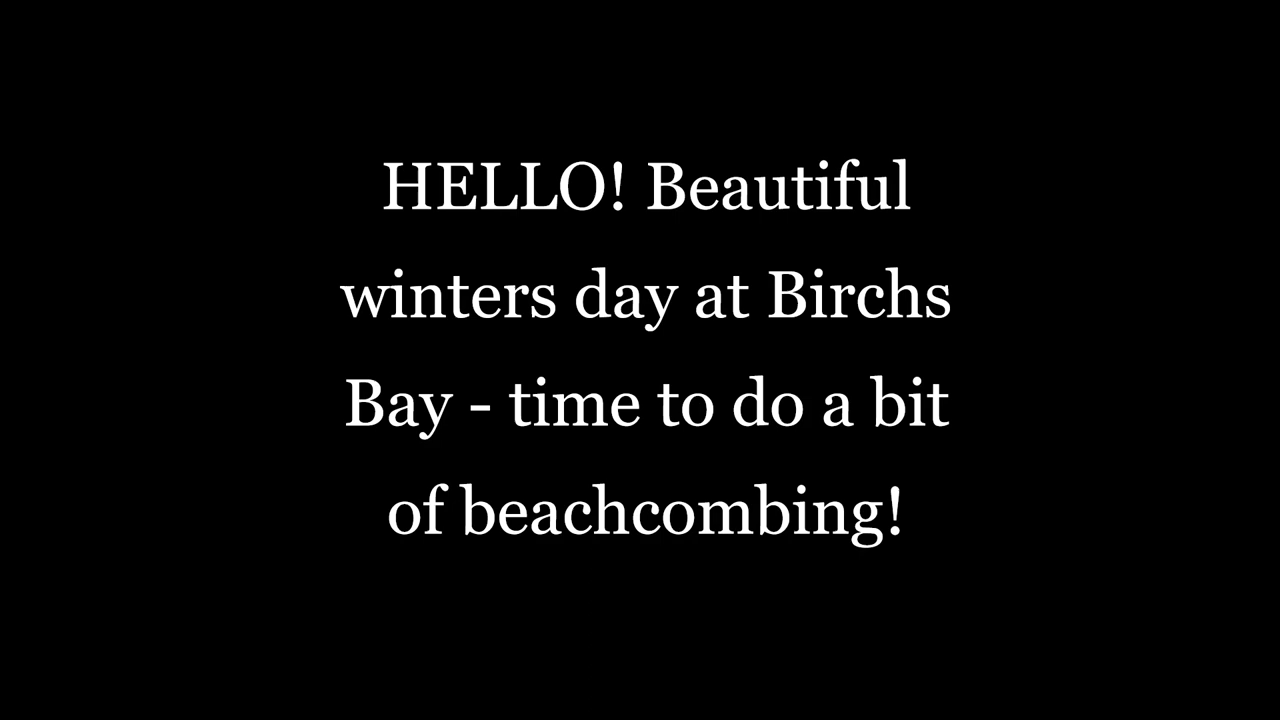 HELLO! Beautiful
winters day at Birchs
Bay - time to do a bit
of beachcombing!